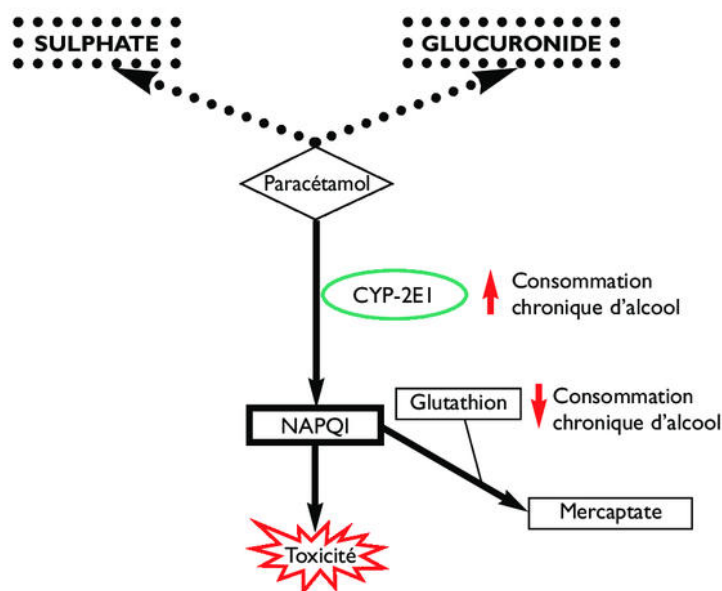 SULPHATE
GLUCURONIDE
Paracétamol
CYP-2E1
Consommation
chronique d'alcool
NAPQI
Glutathion
Consommation
chronique d'alcool
Mercaptate
Toxicité